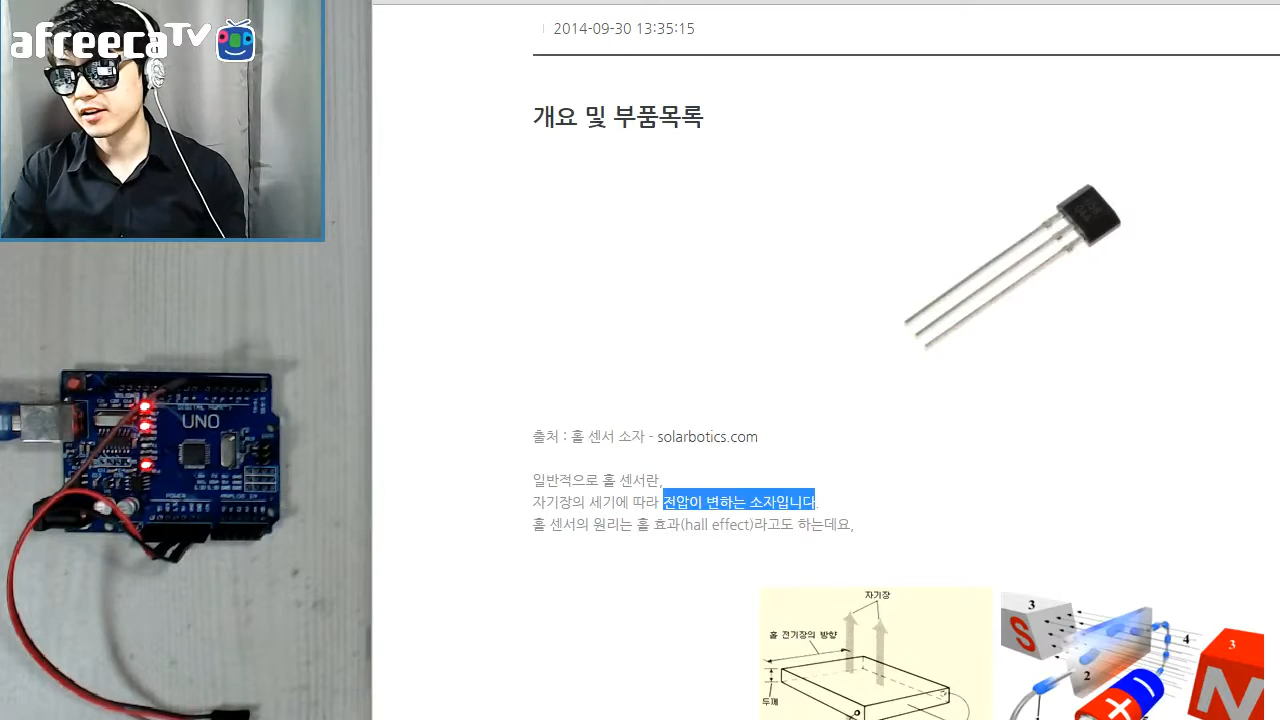 afreecaTV
2014-09-30 13:35:15
개요 및 부품목록
출처 : 홀 센서 소자 - solarbotics.com
일반적으로 홀 센서란,
자기장의 세기에 따라 전압이 변하는 소자입니다.
홀 센서의 원리는 홀 효과(hall effect)라고도 하는데요,
자기장
홀 전기장의 방향
두께
3
S
4
3
2
N
UNO
POWER